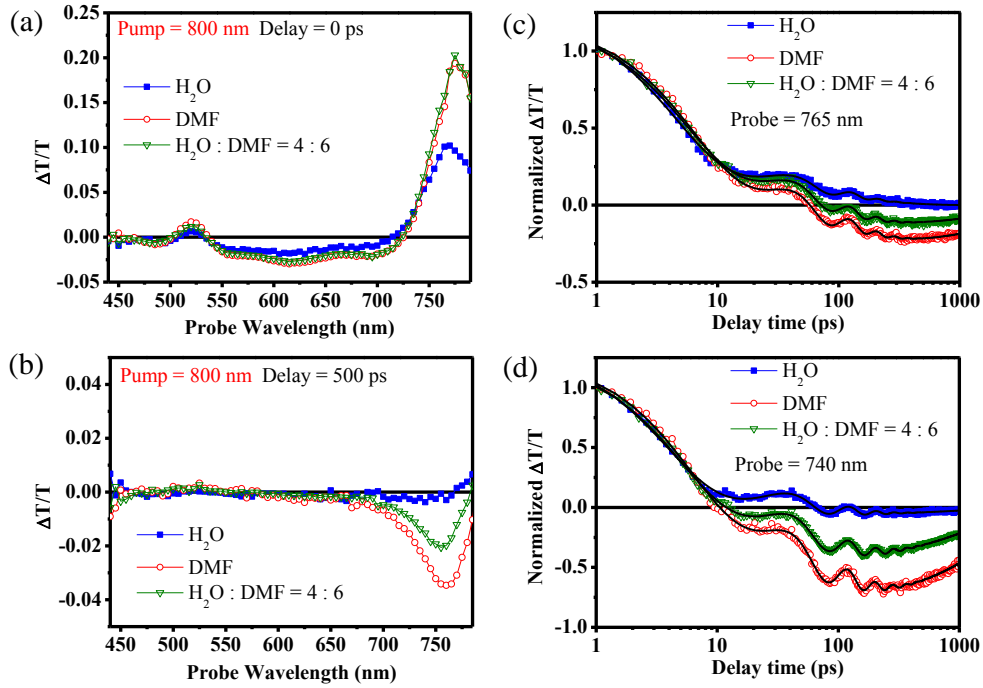 (a)
Pump = 800 nm Delay = 0 ps
H2O
DMF
H2O : DMF = 4 : 6
0.25
0.20
0.15
0.10
0.05
0.00
-0.05
ΔT/T
450 500 550 600 650 700 750
Probe Wavelength (nm)
(b)
Pump = 800 nm Delay = 500 ps
0.04
0.02
0.00
-0.02
-0.04
ΔT/T
H2O
DMF
H2O : DMF = 4 : 6
450 500 550 600 650 700 750
Probe Wavelength (nm)
(c)
H2O
DMF
H2O : DMF = 4 : 6
Probe = 765 nm
1.0
0.5
0.0
-0.5
Normalized ΔT/T
1 10 100 1000
Delay time (ps)
(d)
H2O
DMF
H2O : DMF = 4 : 6
Probe = 740 nm
1.0
0.5
0.0
-0.5
-1.0
Normalized ΔT/T
1 10 100 1000
Delay time (ps)